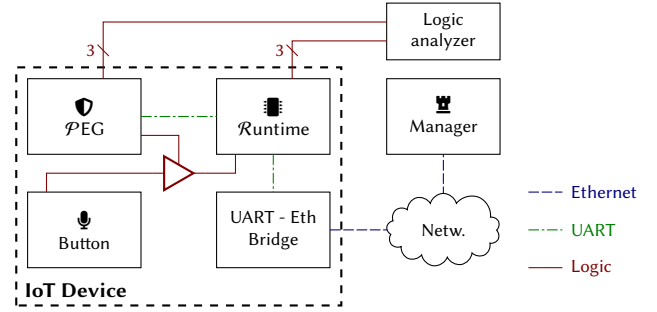 Logic
analyzer
3
3
𝒫EG
ℛuntime
Manager
Button
UART - Eth
Bridge
Netw.
Ethernet
UART
Logic
IoT Device